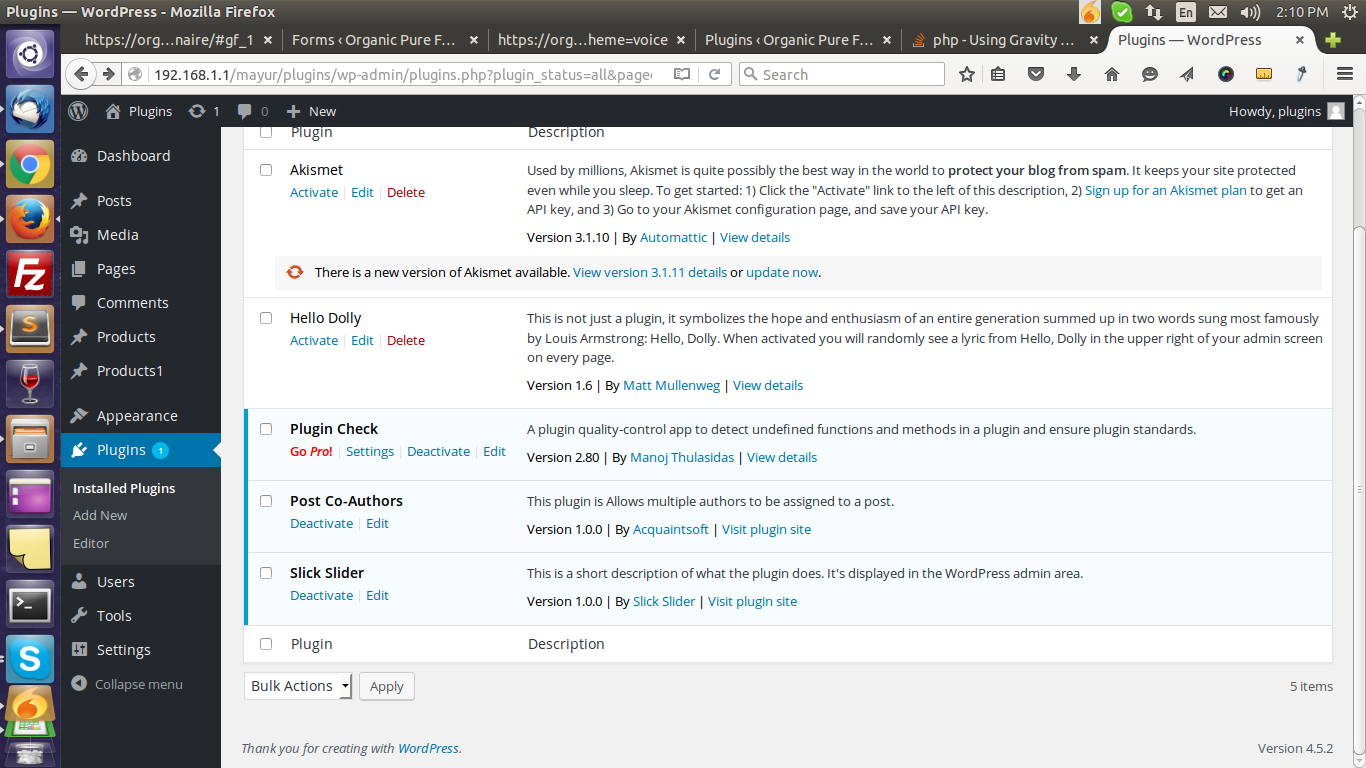 Plugins — WordPress - Mozilla Firefox
En
2:10 PM
https://org...naire/#gf_1
Forms ‹ Organic Pure F...
https://org...heme=voice
Plugins ‹ Organic Pure F...
php - Using Gravity ...
Plugins — WordPress
192.168.1.1/mayur/plugins/wp-admin/plugins.php?plugin_status=all&page
Search
Plugins
1
0
New
Howdy, plugins
Dashboard
Posts
Media
Pages
Comments
Products
Products1
Appearance
Plugins 1
Installed Plugins
Add New
Editor
Users
Tools
Settings
Collapse menu
Plugin
Description
Akismet
Activate | Edit | Delete
Used by millions, Akismet is quite possibly the best way in the world to protect your blog from spam. It keeps your site protected
even while you sleep. To get started: 1) Click the "Activate" link to the left of this description, 2) Sign up for an Akismet plan to get an
API key, and 3) Go to your Akismet configuration page, and save your API key.
Version 3.1.10 | By Automattic | View details
There is a new version of Akismet available. View version 3.1.11 details or update now.
Hello Dolly
Activate | Edit | Delete
This is not just a plugin, it symbolizes the hope and enthusiasm of an entire generation summed up in two words sung most famously
by Louis Armstrong: Hello, Dolly. When activated you will randomly see a lyric from Hello, Dolly in the upper right of your admin screen
on every page.
Version 1.6 | By Matt Mullenweg | View details
Plugin Check
Go Pro! | Settings | Deactivate | Edit
A plugin quality-control app to detect undefined functions and methods in a plugin and ensure plugin standards.
Version 2.80 | By Manoj Thulasidas | View details
Post Co-Authors
Deactivate | Edit
This plugin is Allows multiple authors to be assigned to a post.
Version 1.0.0 | By Acquaintsoft | Visit plugin site
Slick Slider
Deactivate | Edit
This is a short description of what the plugin does. It's displayed in the WordPress admin area.
Version 1.0.0 | By Slick Slider | Visit plugin site
Plugin
Description
Bulk Actions
Apply
5 items
Thank you for creating with WordPress.
Version 4.5.2